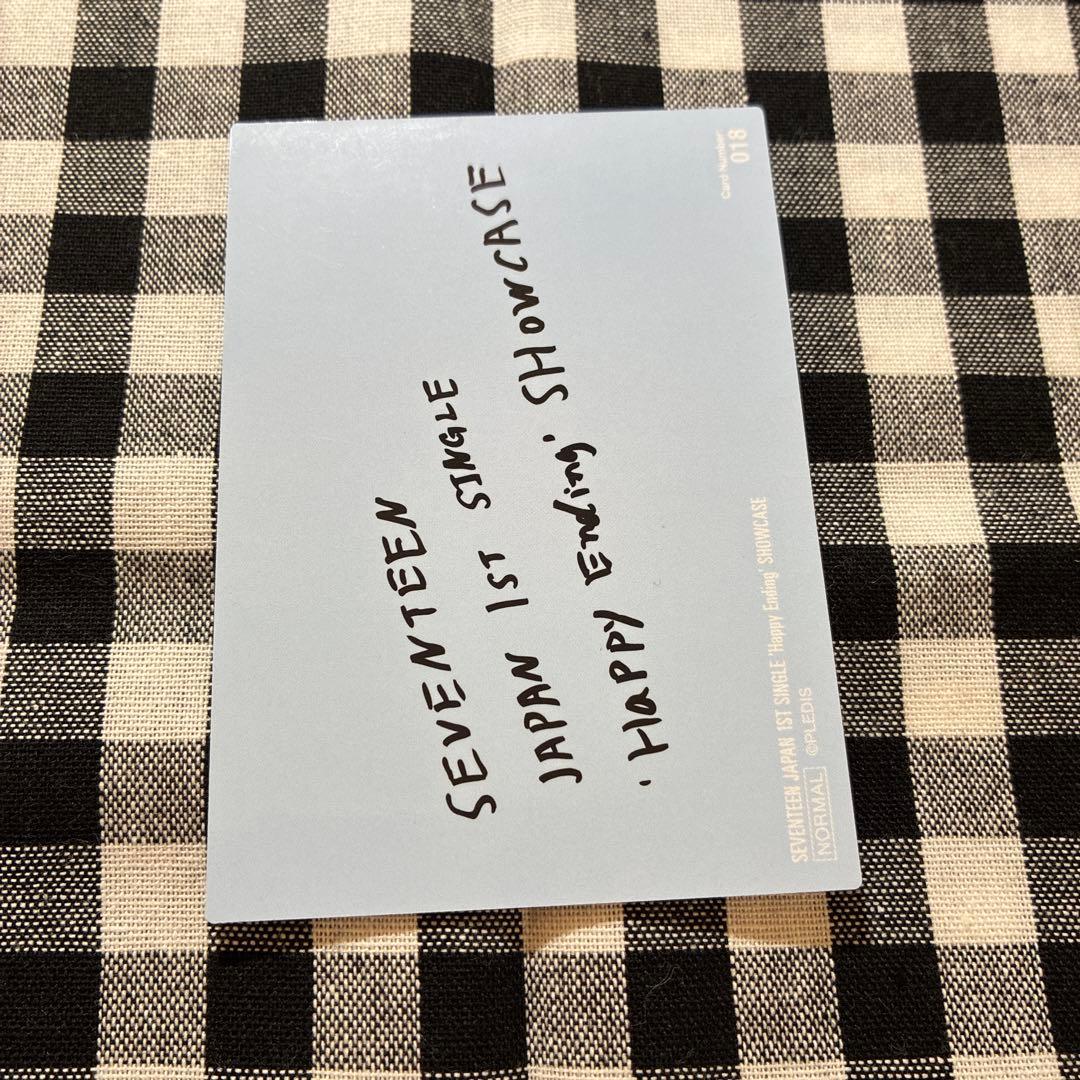 Card Number:
018
SEVENTEEN
JAPAN 1ST SINGLE
'HAPPY Ending' SHOWCASE
SEVENTEEN JAPAN 1ST SINGLE 'Happy Ending' SHOWCASE
NORMAL ©PLEDIS